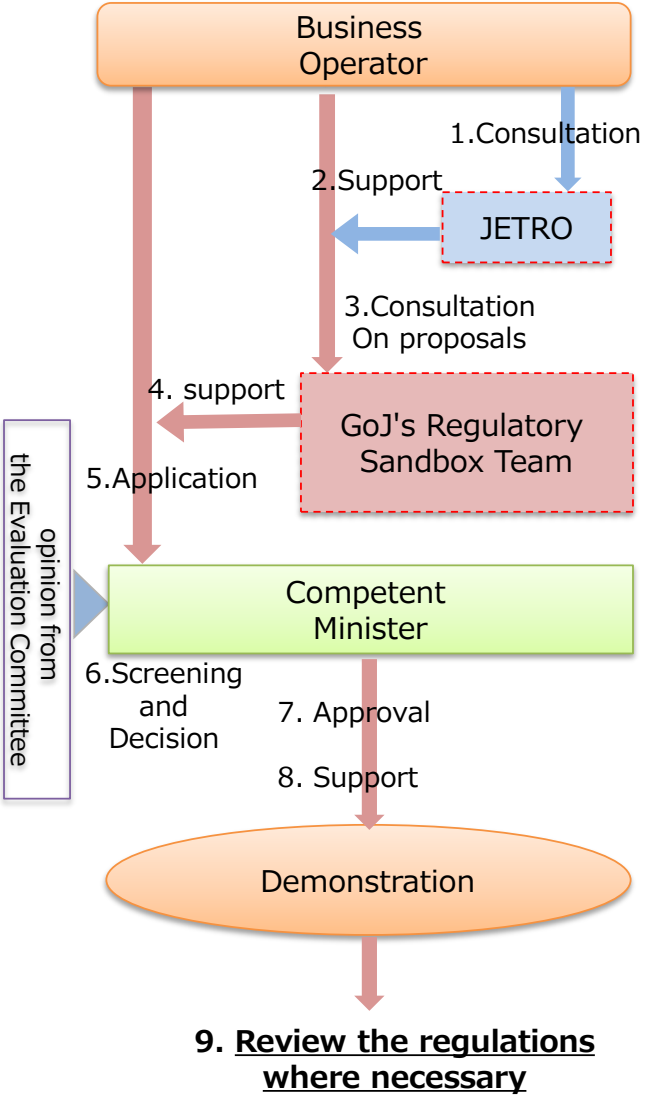 Business
Operator
1.Consultation
2.Support
JETRO
3.Consultation
On proposals
4. support
GoJ's Regulatory
Sandbox Team
5.Application
opinion from
the Evaluation Committee
Competent
Minister
6.Screening
and
Decision
7. Approval
8. Support
Demonstration
9. Review the regulations
where necessary